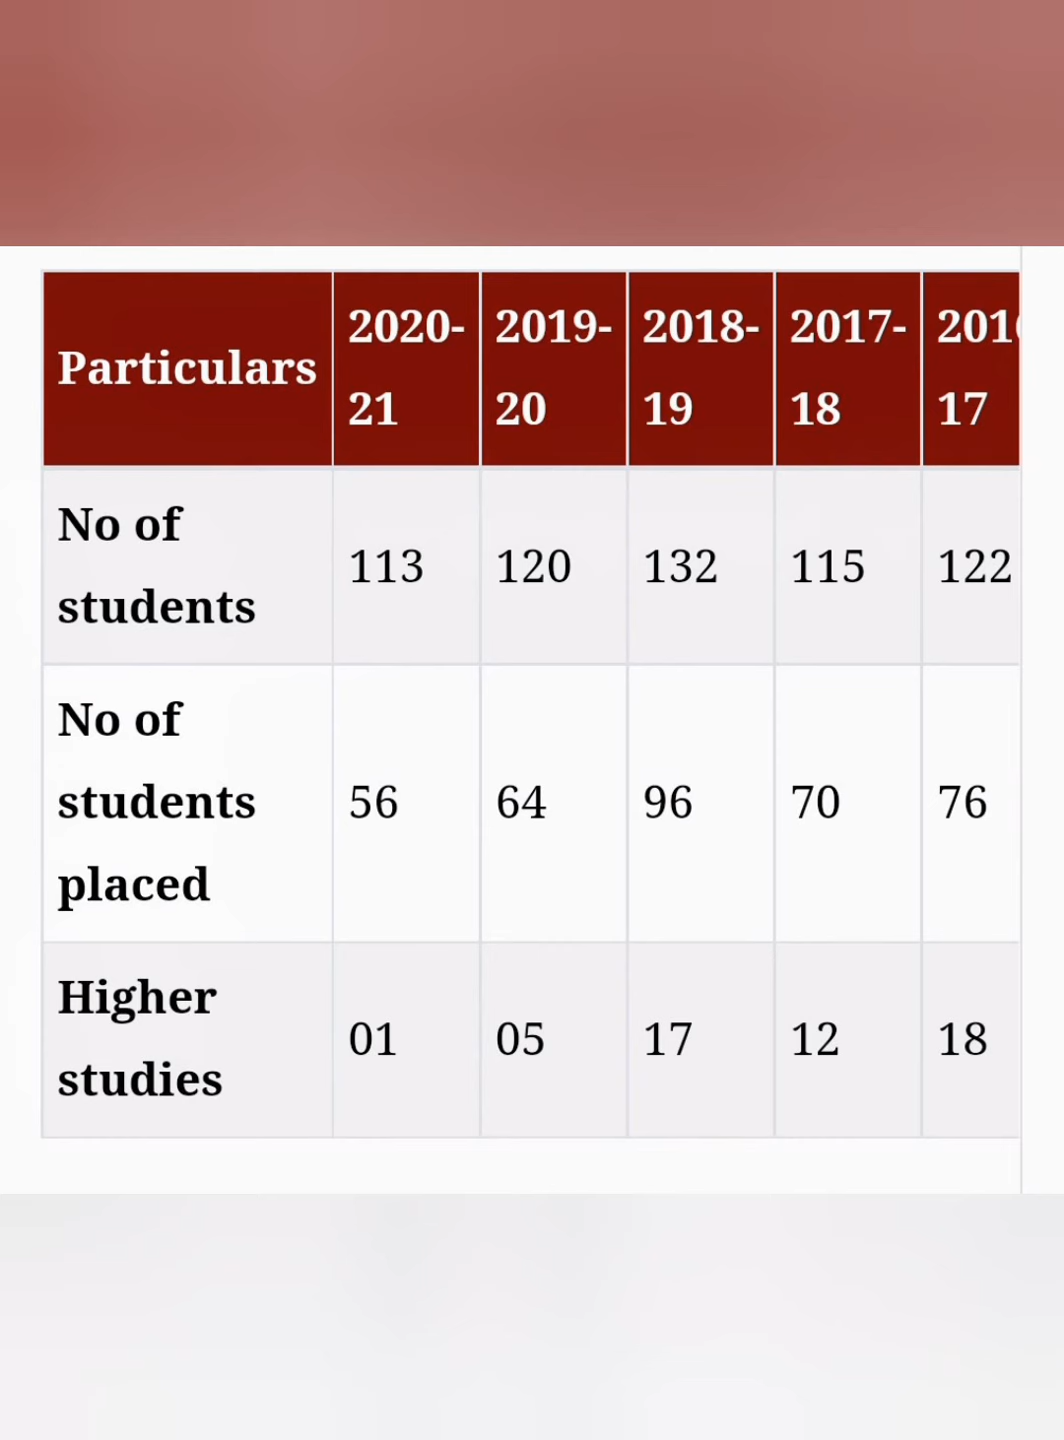 Particulars 2020-21 2019-20 2018-19 2017-18 17
No of students 113 120 132 115 122
No of students placed 56 64 96 70 76
Higher studies 01 05 17 12 18